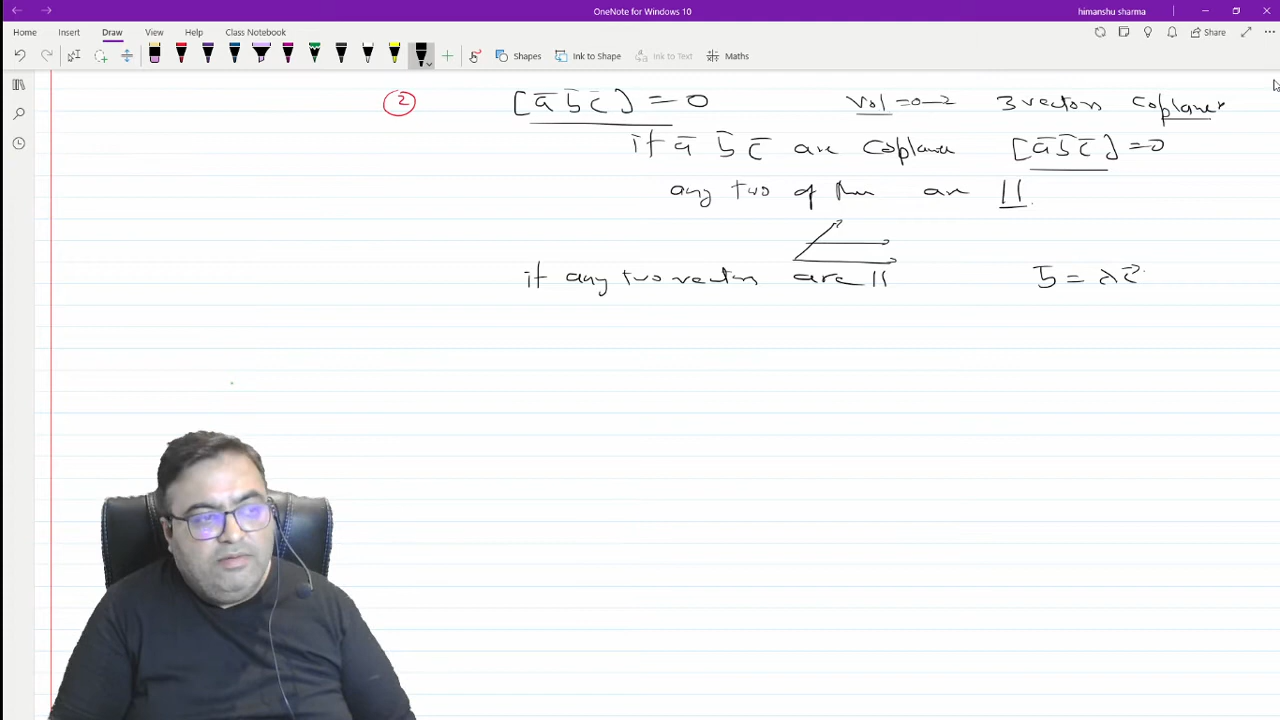 OneNote for Windows 10
himanshu sharma
Home Insert Draw View Help Class Notebook
Share
Shapes Ink to Shape Ink to Text Maths
② [a̅ b̅ c̅] = 0 Vol = 0 → 3 vectors coplaner
if a̅ b̅ c̅ are Coplaner [a̅ b̅ c̅] = 0
any two of them are ||.
if any two vectors are || b̅ = λc̅